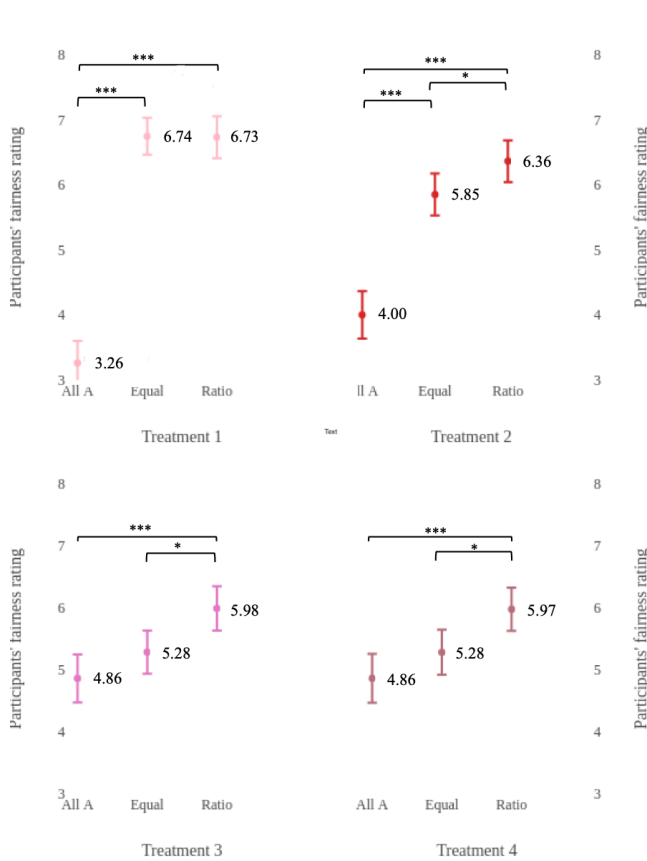 8
***
***
7
6.74
6.73
6
5
4
3.26
3
All A
Equal
Ratio
Participants' fairness rating
Treatment 1
8
***
*
***
7
6.36
6
5.85
5
4.00
4
3
ll A
Equal
Ratio
Participants' fairness rating
Text
Treatment 2
8
***
7
*
6
5.98
5.28
5
4.86
4
3
All A
Equal
Ratio
Participants' fairness rating
Treatment 3
8
***
7
*
6
5.97
5.28
5
4.86
4
3
All A
Equal
Ratio
Participants' fairness rating
Treatment 4